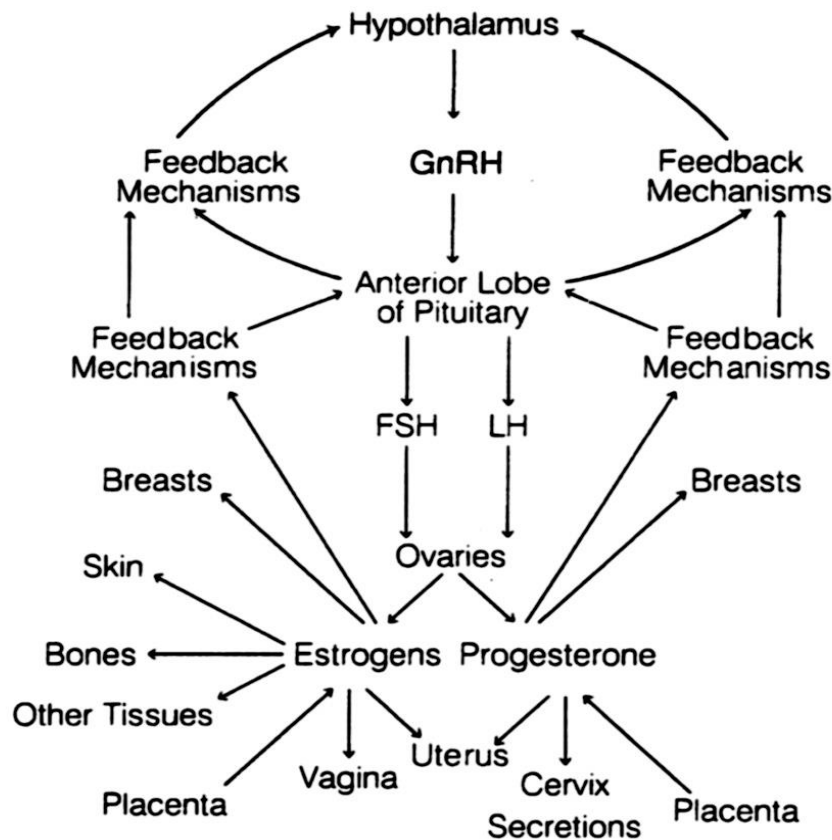 Hypothalamus
Feedback
Mechanisms
GnRH
Feedback
Mechanisms
Anterior Lobe
of Pituitary
Feedback
Mechanisms
Feedback
Mechanisms
FSH
LH
Breasts
Breasts
Ovaries
Skin
Bones
Estrogens
Progesterone
Other Tissues
Uterus
Vagina
Cervix
Secretions
Placenta
Placenta